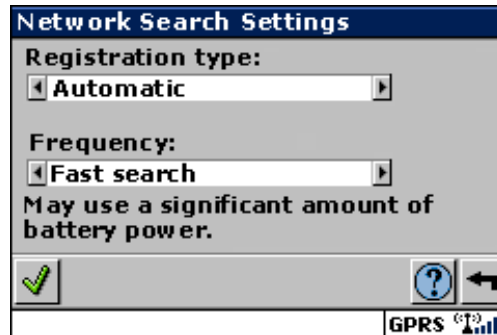 Network Search Settings
Registration type:
Automatic
Frequency:
Fast search
May use a significant amount of
battery power.
?
GPRS